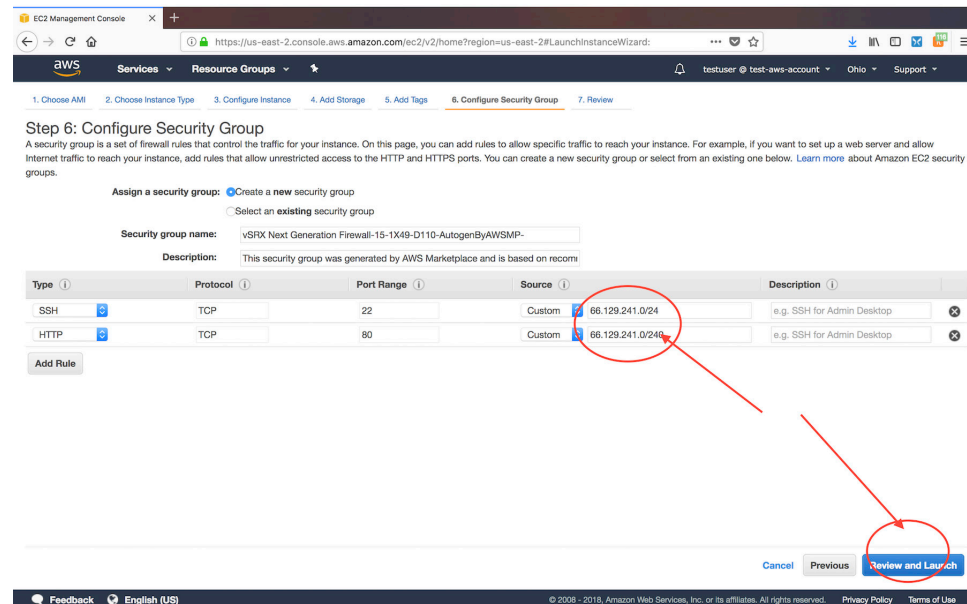 EC2 Management Console
https://us-east-2.console.aws.amazon.com/ec2/v2/home?region=us-east-2#LaunchInstanceWizard:
aws Services Resource Groups testuser @ test-aws-account Ohio Support
1. Choose AMI 2. Choose Instance Type 3. Configure Instance 4. Add Storage 5. Add Tags 6. Configure Security Group 7. Review
Step 6: Configure Security Group
A security group is a set of firewall rules that control the traffic for your instance. On this page, you can add rules to allow specific traffic to reach your instance. For example, if you want to set up a web server and allow
Internet traffic to reach your instance, add rules that allow unrestricted access to the HTTP and HTTPS ports. You can create a new security group or select from an existing one below. Learn more about Amazon EC2 security
groups.
Assign a security group: Create a new security group
Select an existing security group
Security group name: vSRX Next Generation Firewall-15-1X49-D110-AutogenByAWSMP-
Description: This security group was generated by AWS Marketplace and is based on recom
Type Protocol Port Range Source Description
SSH TCP 22 Custom 66.129.241.0/24 e.g. SSH for Admin Desktop
HTTP TCP 80 Custom e.g. SSH for Admin Desktop
Add Rule
Cancel Previous Review and Launch
Feedback English (US) © 2008 - 2018, Amazon Web Services, Inc. or its affiliates. All rights reserved. Privacy Policy Terms of Use